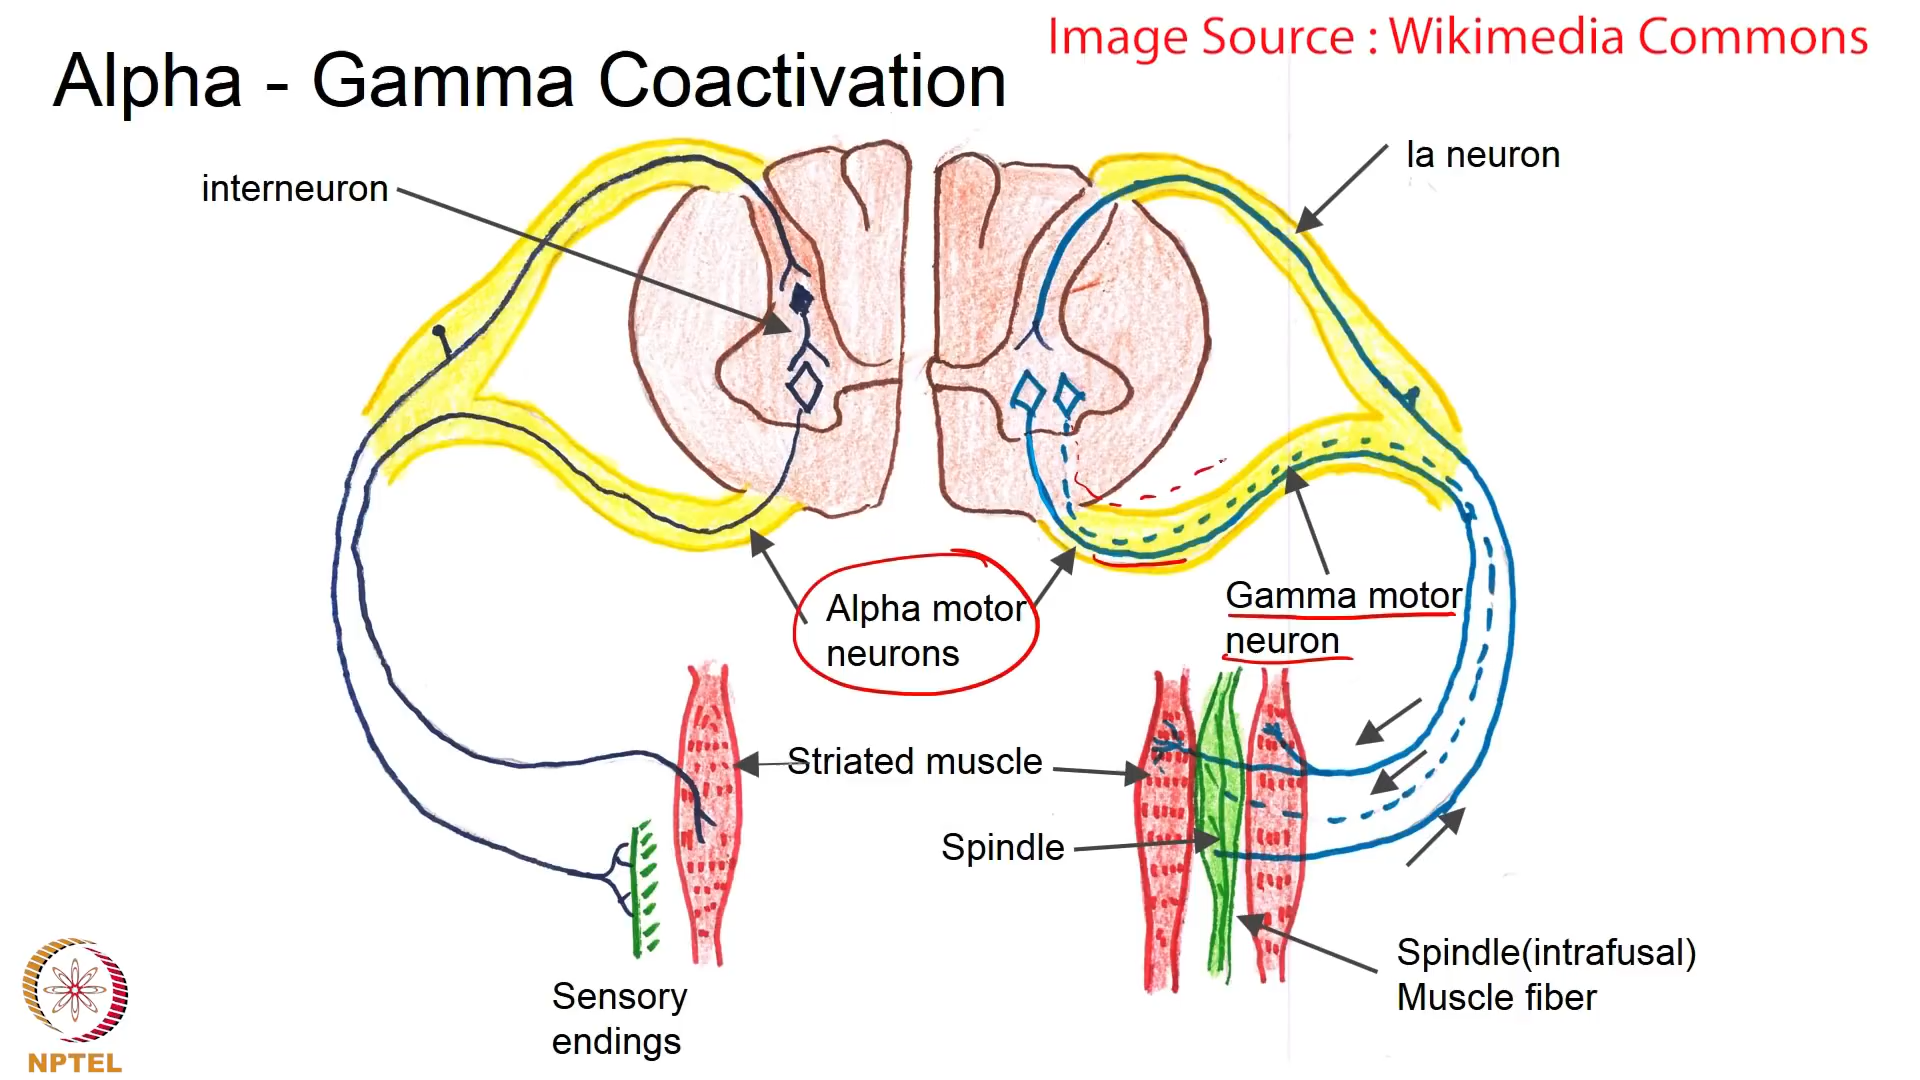 Image Source : Wikimedia Commons
Alpha - Gamma Coactivation
Ia neuron
interneuron
Alpha motor
neurons
Gamma motor
neuron
Striated muscle
Spindle
Spindle(intrafusal)
Muscle fiber
Sensory
endings
NPTEL